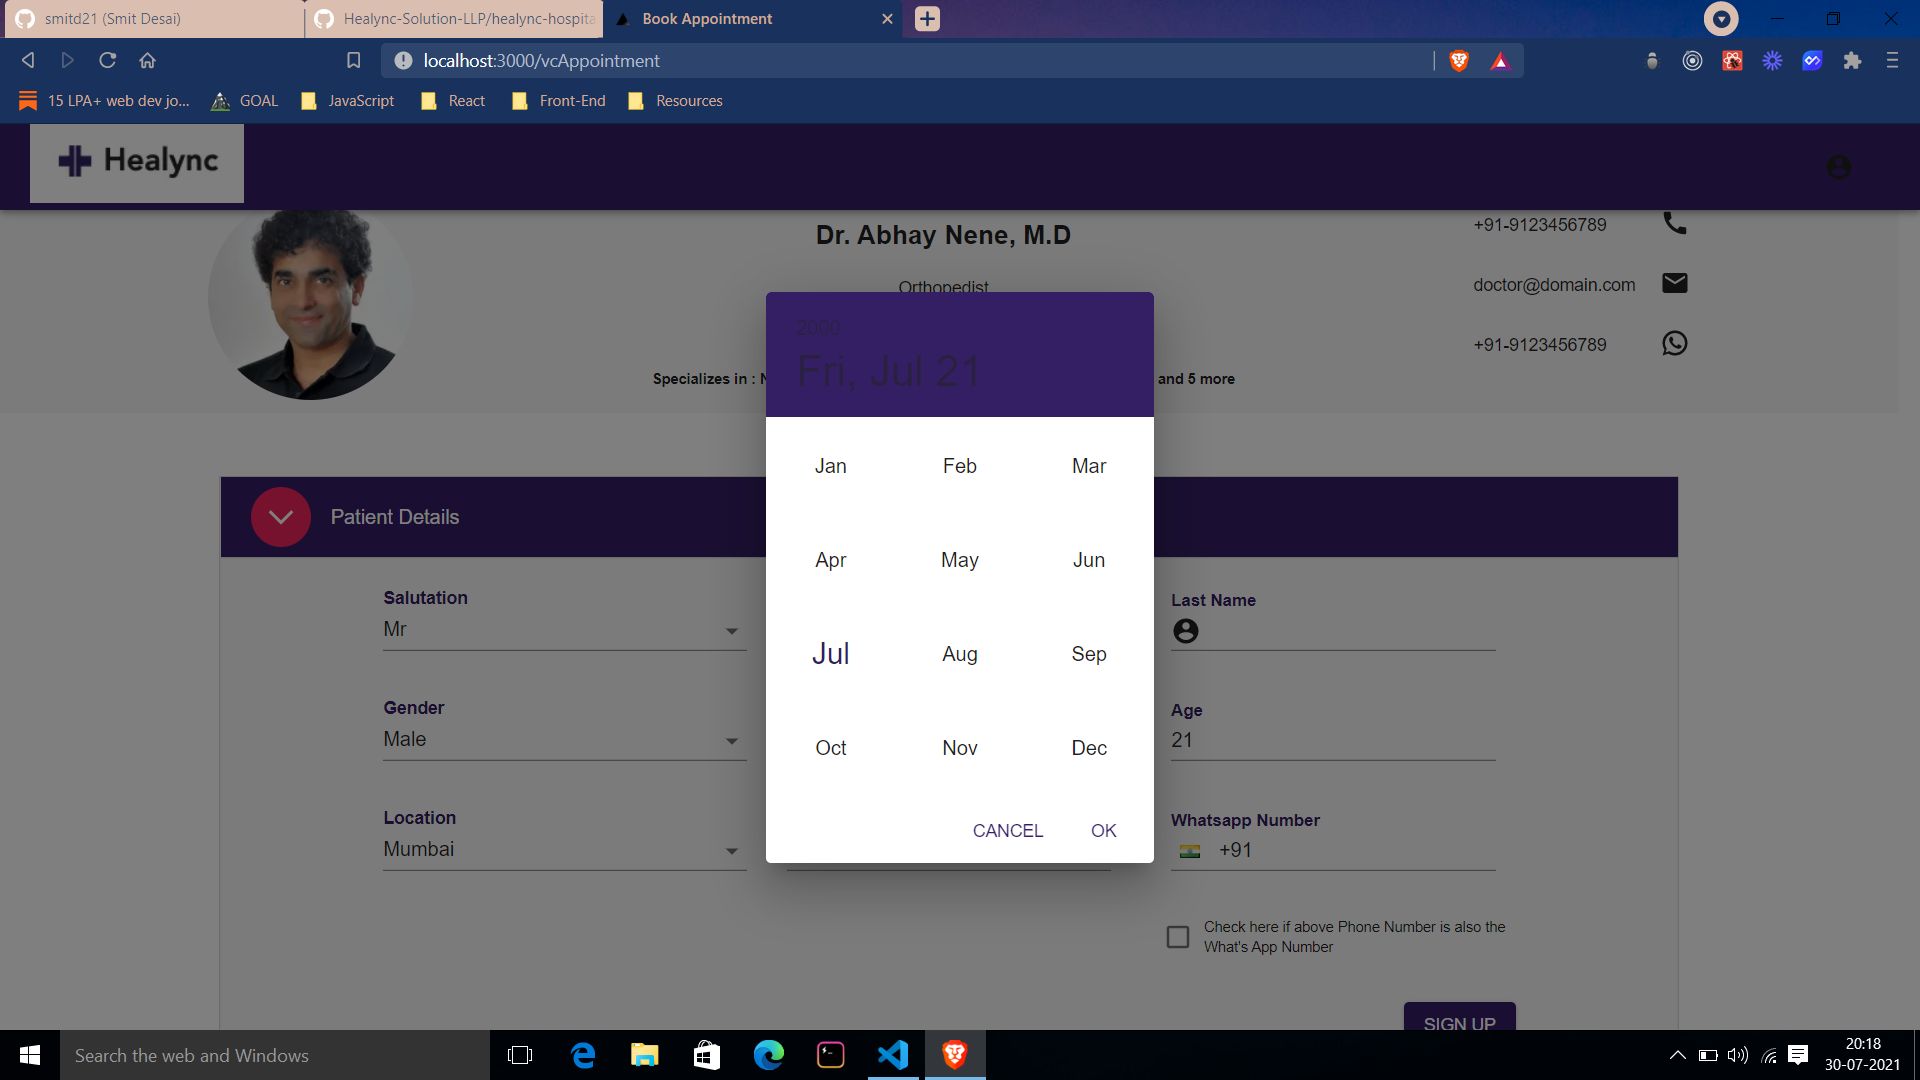 smitd21 (Smit Desai)
Healync-Solution-LLP/healync-hospita
Book Appointment
localhost:3000/vcAppointment
15 LPA+ web dev jo...
GOAL
JavaScript
React
Front-End
Resources
Healync
Dr. Abhay Nene, M.D
Orthopedist
Specializes in :
and 5 more
+91-9123456789
doctor@domain.com
+91-9123456789
2000
Fri, Jul 21
Jan Feb Mar
Apr May Jun
Jul Aug Sep
Oct Nov Dec
CANCEL OK
Patient Details
Salutation
Mr
Last Name
Gender
Male
Age
21
Location
Mumbai
Whatsapp Number
+91
Check here if above Phone Number is also the
What's App Number
SIGN UP
Search the web and Windows
20:18
30-07-2021